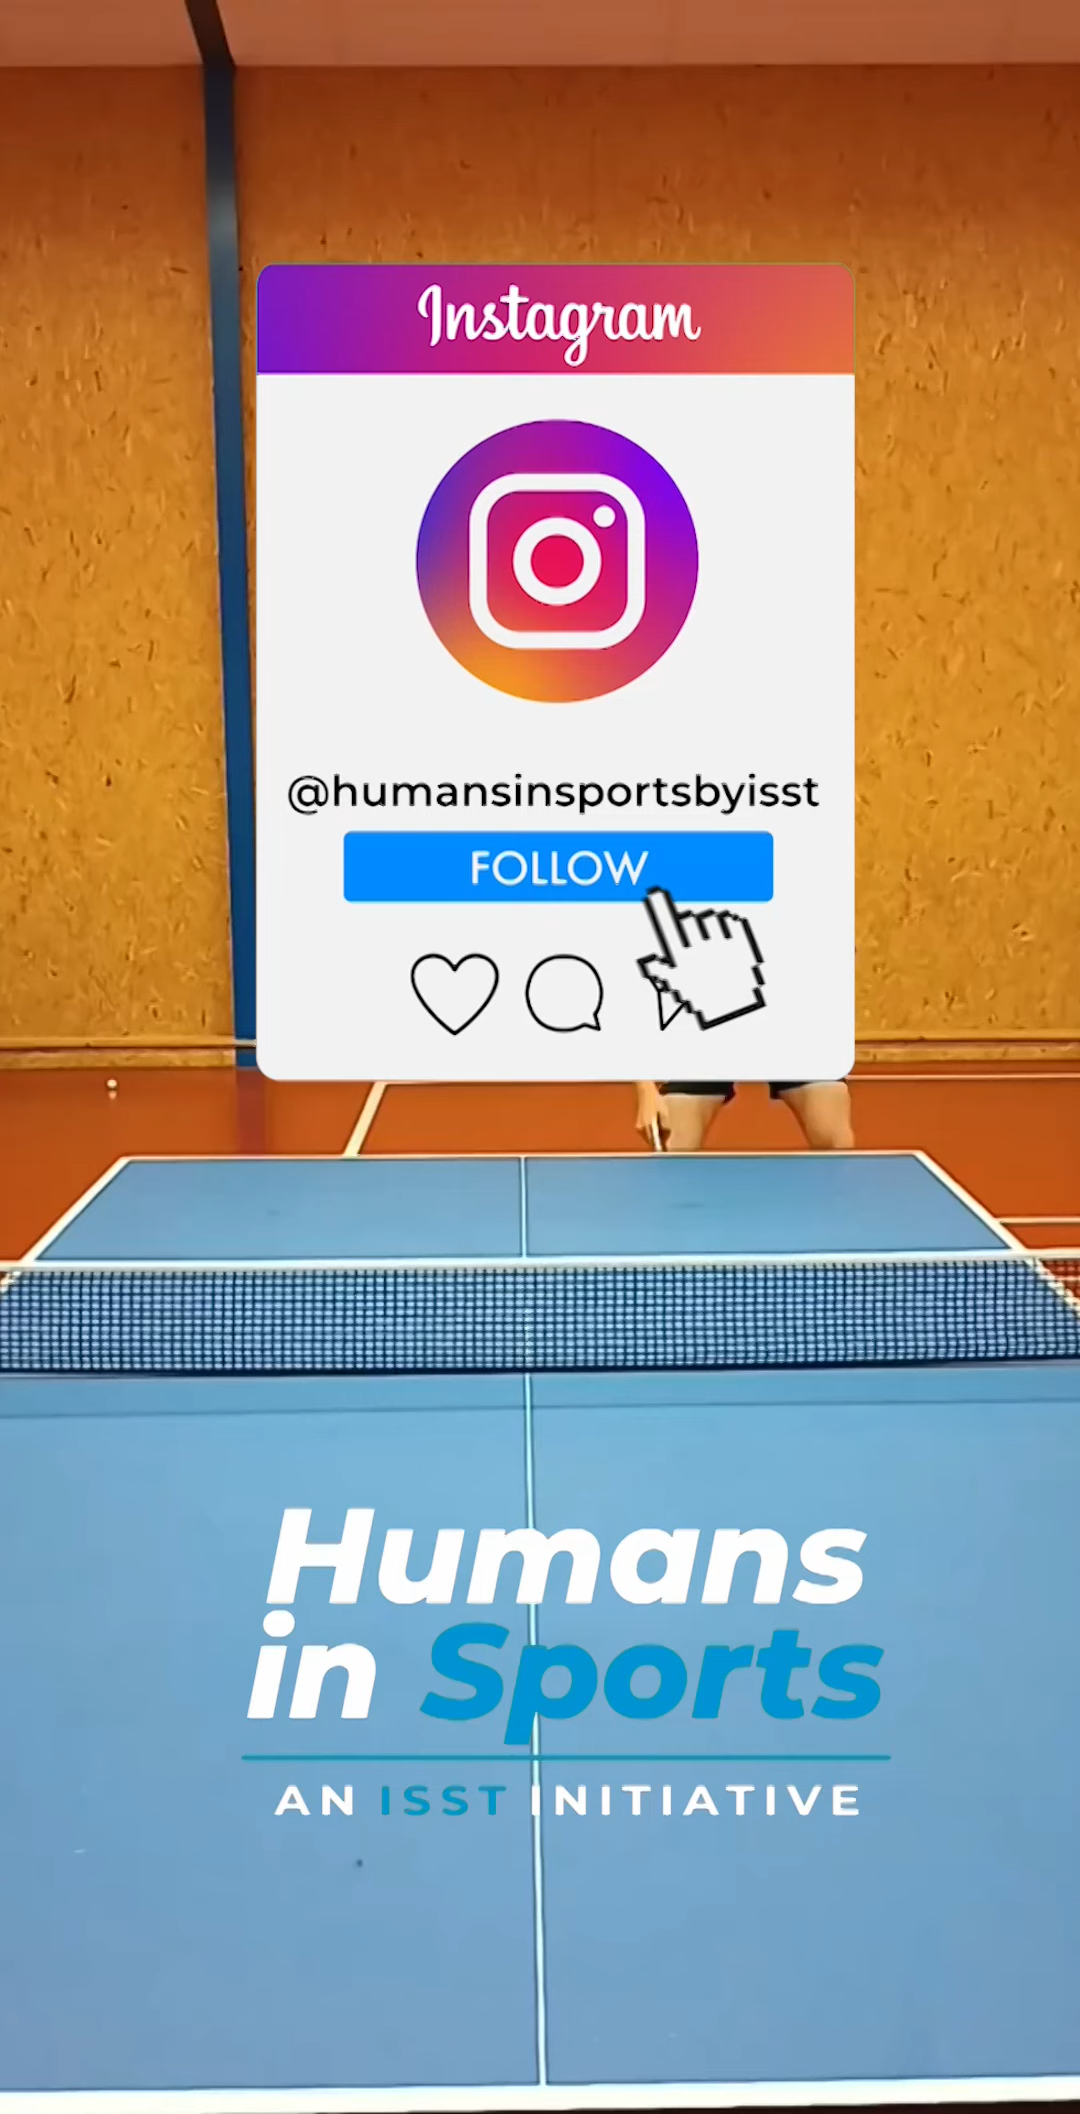 Instagram
@humansinsportsbyisst
FOLLOW
Humans
in Sports
AN ISST INITIATIVE